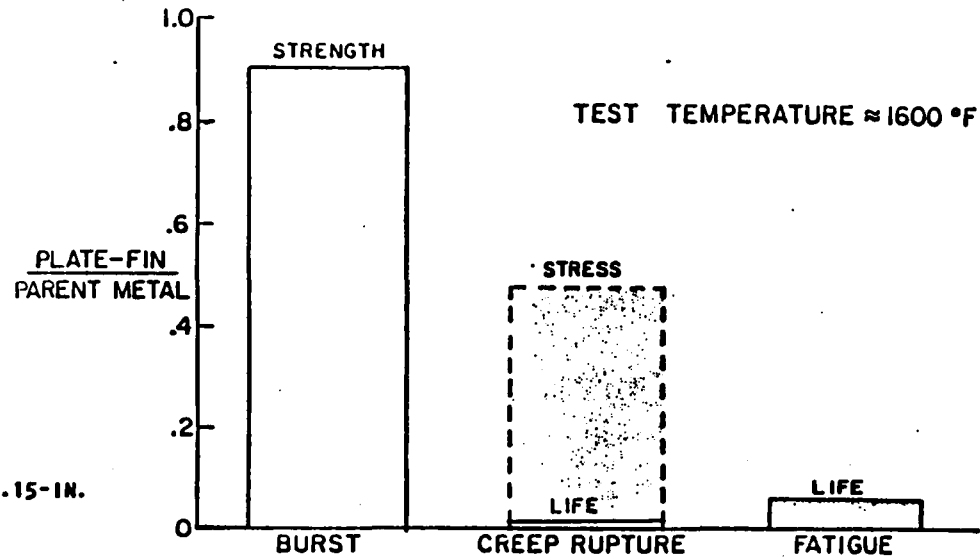 1.0
STRENGTH
.8
TEST TEMPERATURE ≈ 1600 °F
.6
PLATE-FIN
PARENT METAL
STRESS
.4
.2
.15-IN.
LIFE
LIFE
0
BURST CREEP RUPTURE FATIGUE